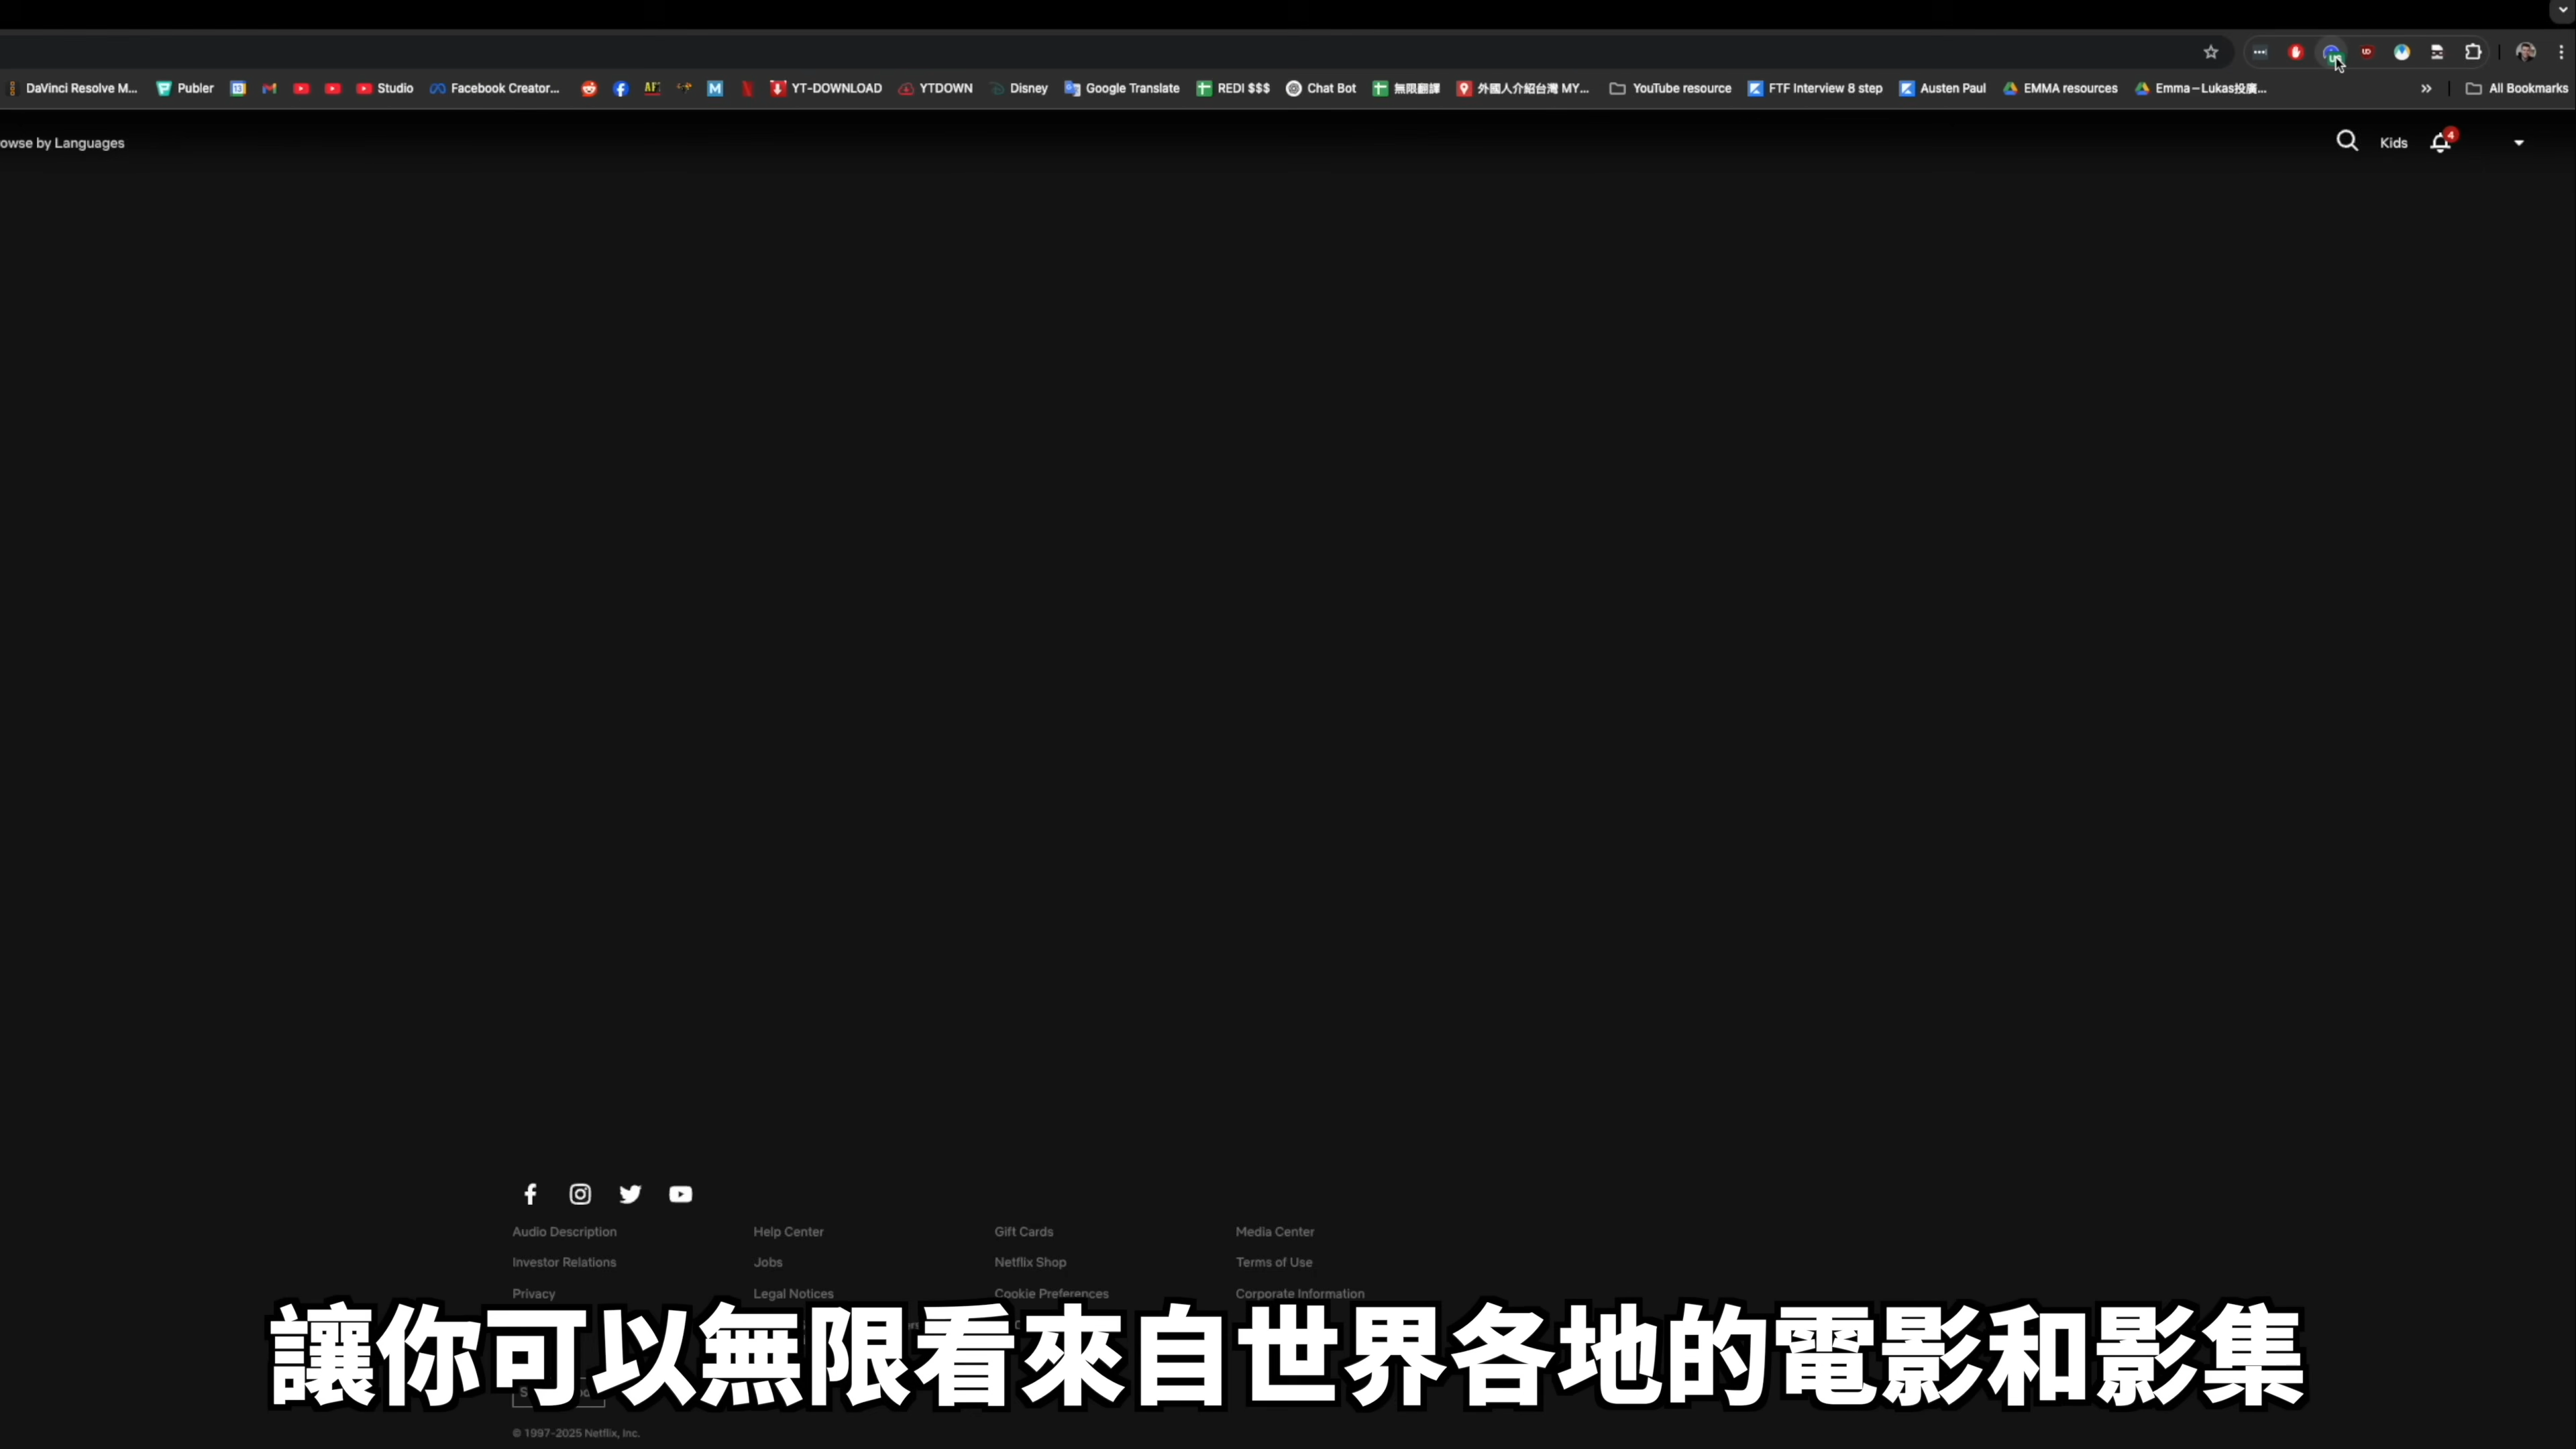 DaVinci Resolve M... Publer Studio Facebook Creator... YT-DOWNLOAD YTDOWN Disney Google Translate REDI $$$ Chat Bot 無限翻譯 外國人介紹台灣 MY... YouTube resource FTF Interview 8 step Austen Paul EMMA resources Emma－Lukas投廣... All Bookmarks
owse by Languages Kids 4
Audio Description Help Center Gift Cards Media Center
Investor Relations Jobs Netflix Shop Terms of Use
Privacy Legal Notices Cookie Preferences Corporate Information
讓你可以無限看來自世界各地的電影和影集
© 1997-2025 Netflix, Inc.